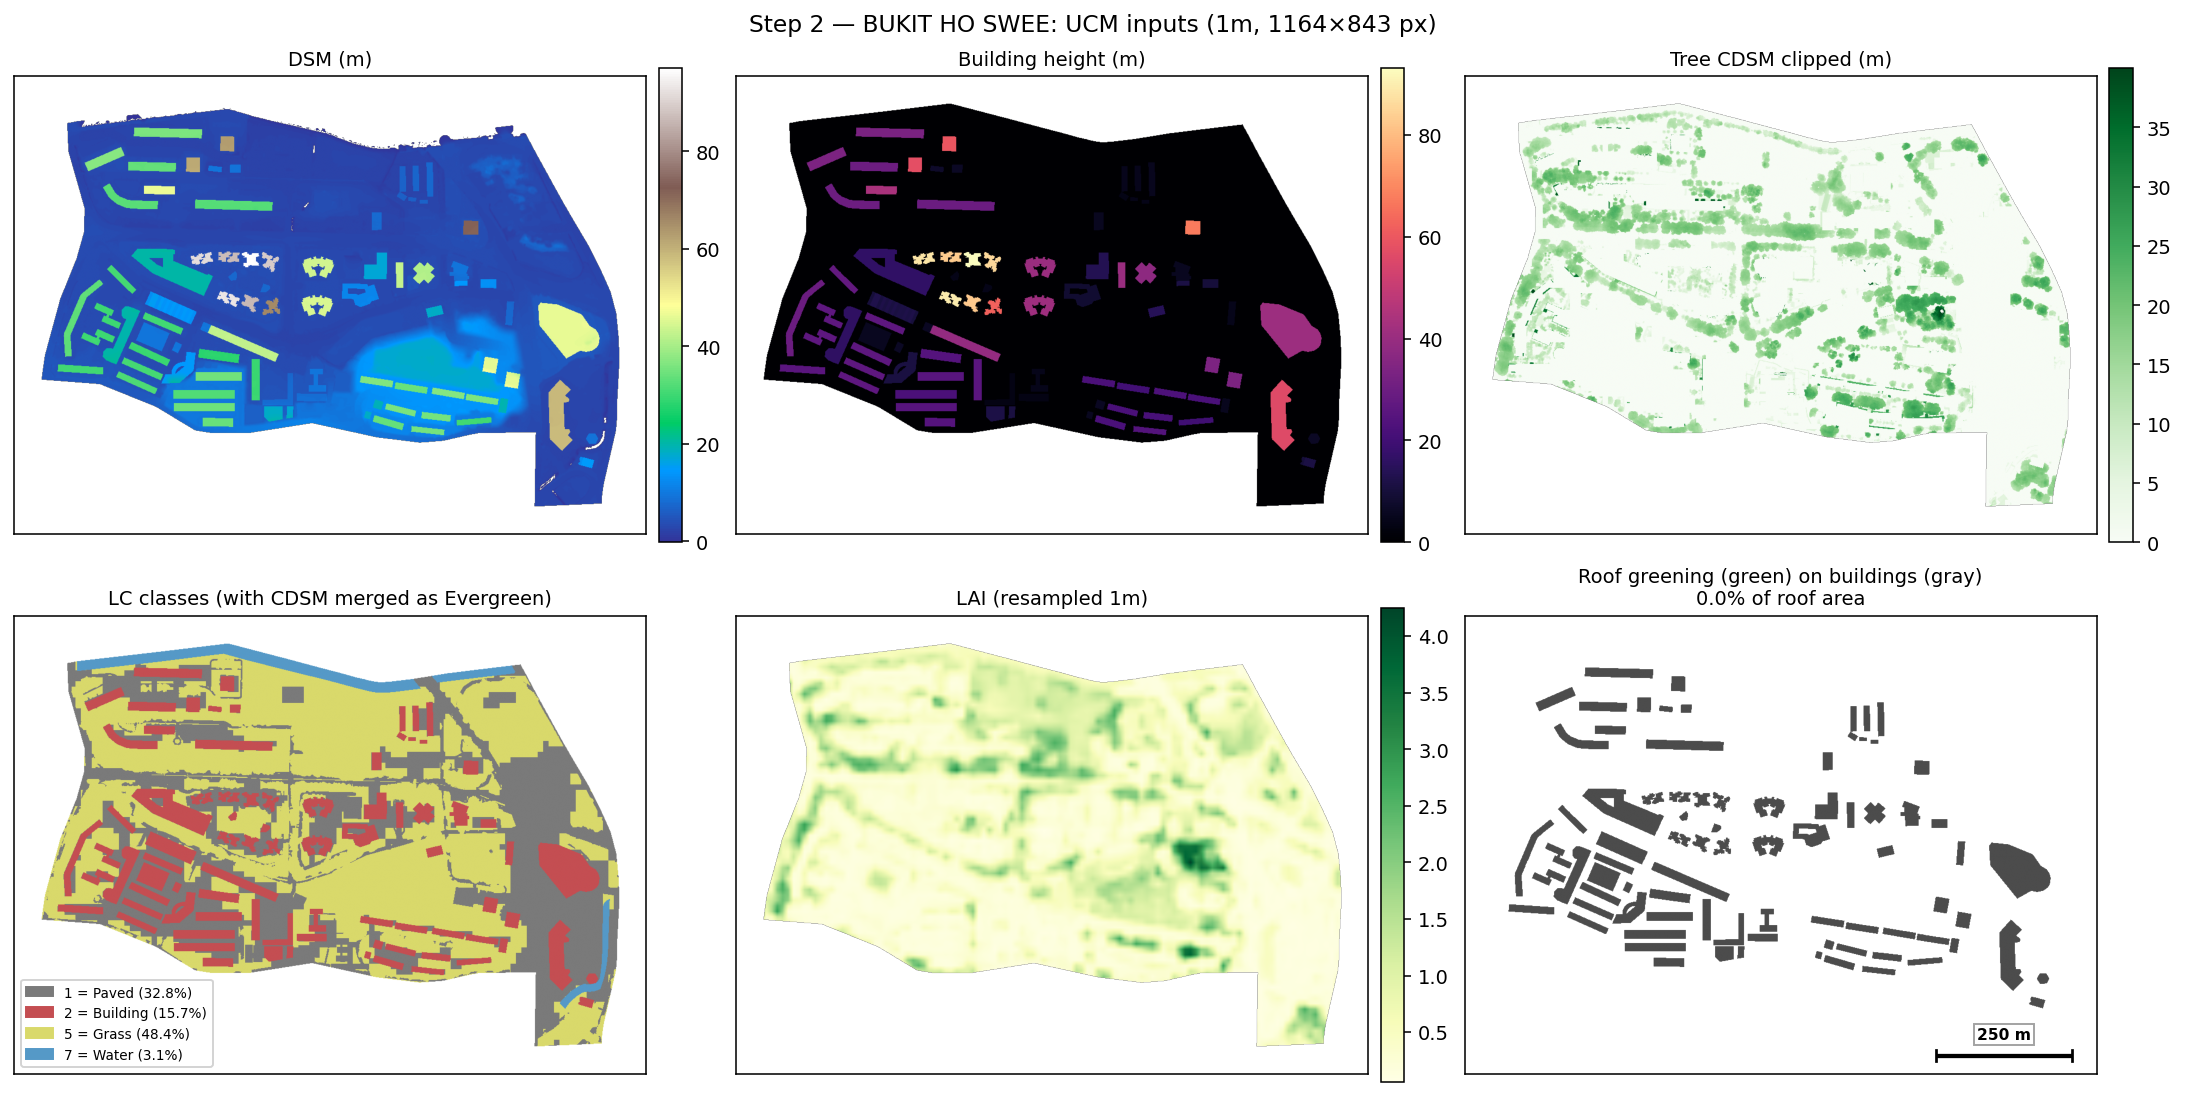 Step 2 — BUKIT HO SWEE: UCM inputs (1m, 1164×843 px)
DSM (m)
80
60
40
20
0
Building height (m)
80
60
40
20
0
Tree CDSM clipped (m)
35
30
25
20
15
10
5
0
LC classes (with CDSM merged as Evergreen)
1 = Paved (32.8%)
2 = Building (15.7%)
5 = Grass (48.4%)
7 = Water (3.1%)
LAI (resampled 1m)
4.0
3.5
3.0
2.5
2.0
1.5
1.0
0.5
Roof greening (green) on buildings (gray)
0.0% of roof area
250 m